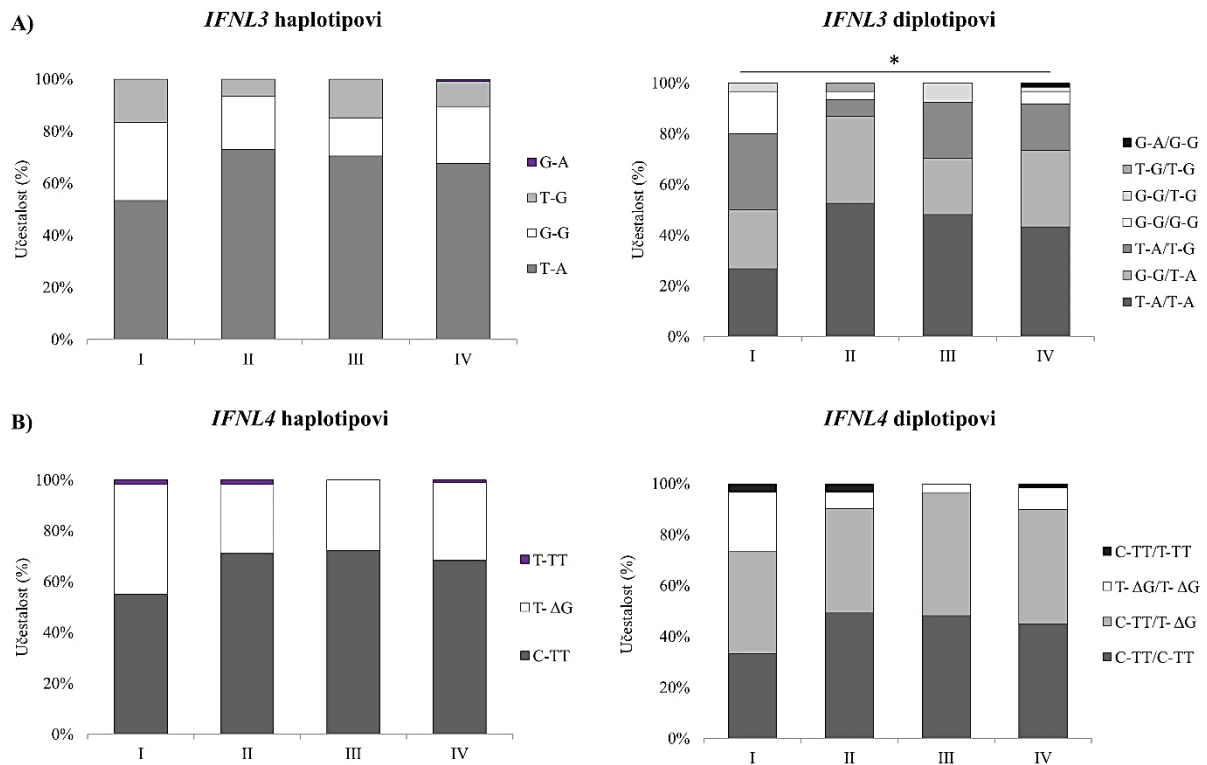 A)
IFNL3 haplotipovi
Učestalost (%)
100%
80%
60%
40%
20%
0%
I II III IV
G-A
T-G
G-G
T-A
IFNL3 diplotipovi
*
Učestalost (%)
100%
80%
60%
40%
20%
0%
I II III IV
G-A/G-G
T-G/T-G
G-G/T-G
G-G/G-G
T-A/T-G
G-G/T-A
T-A/T-A
B)
IFNL4 haplotipovi
Učestalost (%)
100%
80%
60%
40%
20%
0%
I II III IV
T-TT
T- ΔG
C-TT
IFNL4 diplotipovi
Učestalost (%)
100%
80%
60%
40%
20%
0%
I II III IV
C-TT/T-TT
T- ΔG/T- ΔG
C-TT/T- ΔG
C-TT/C-TT